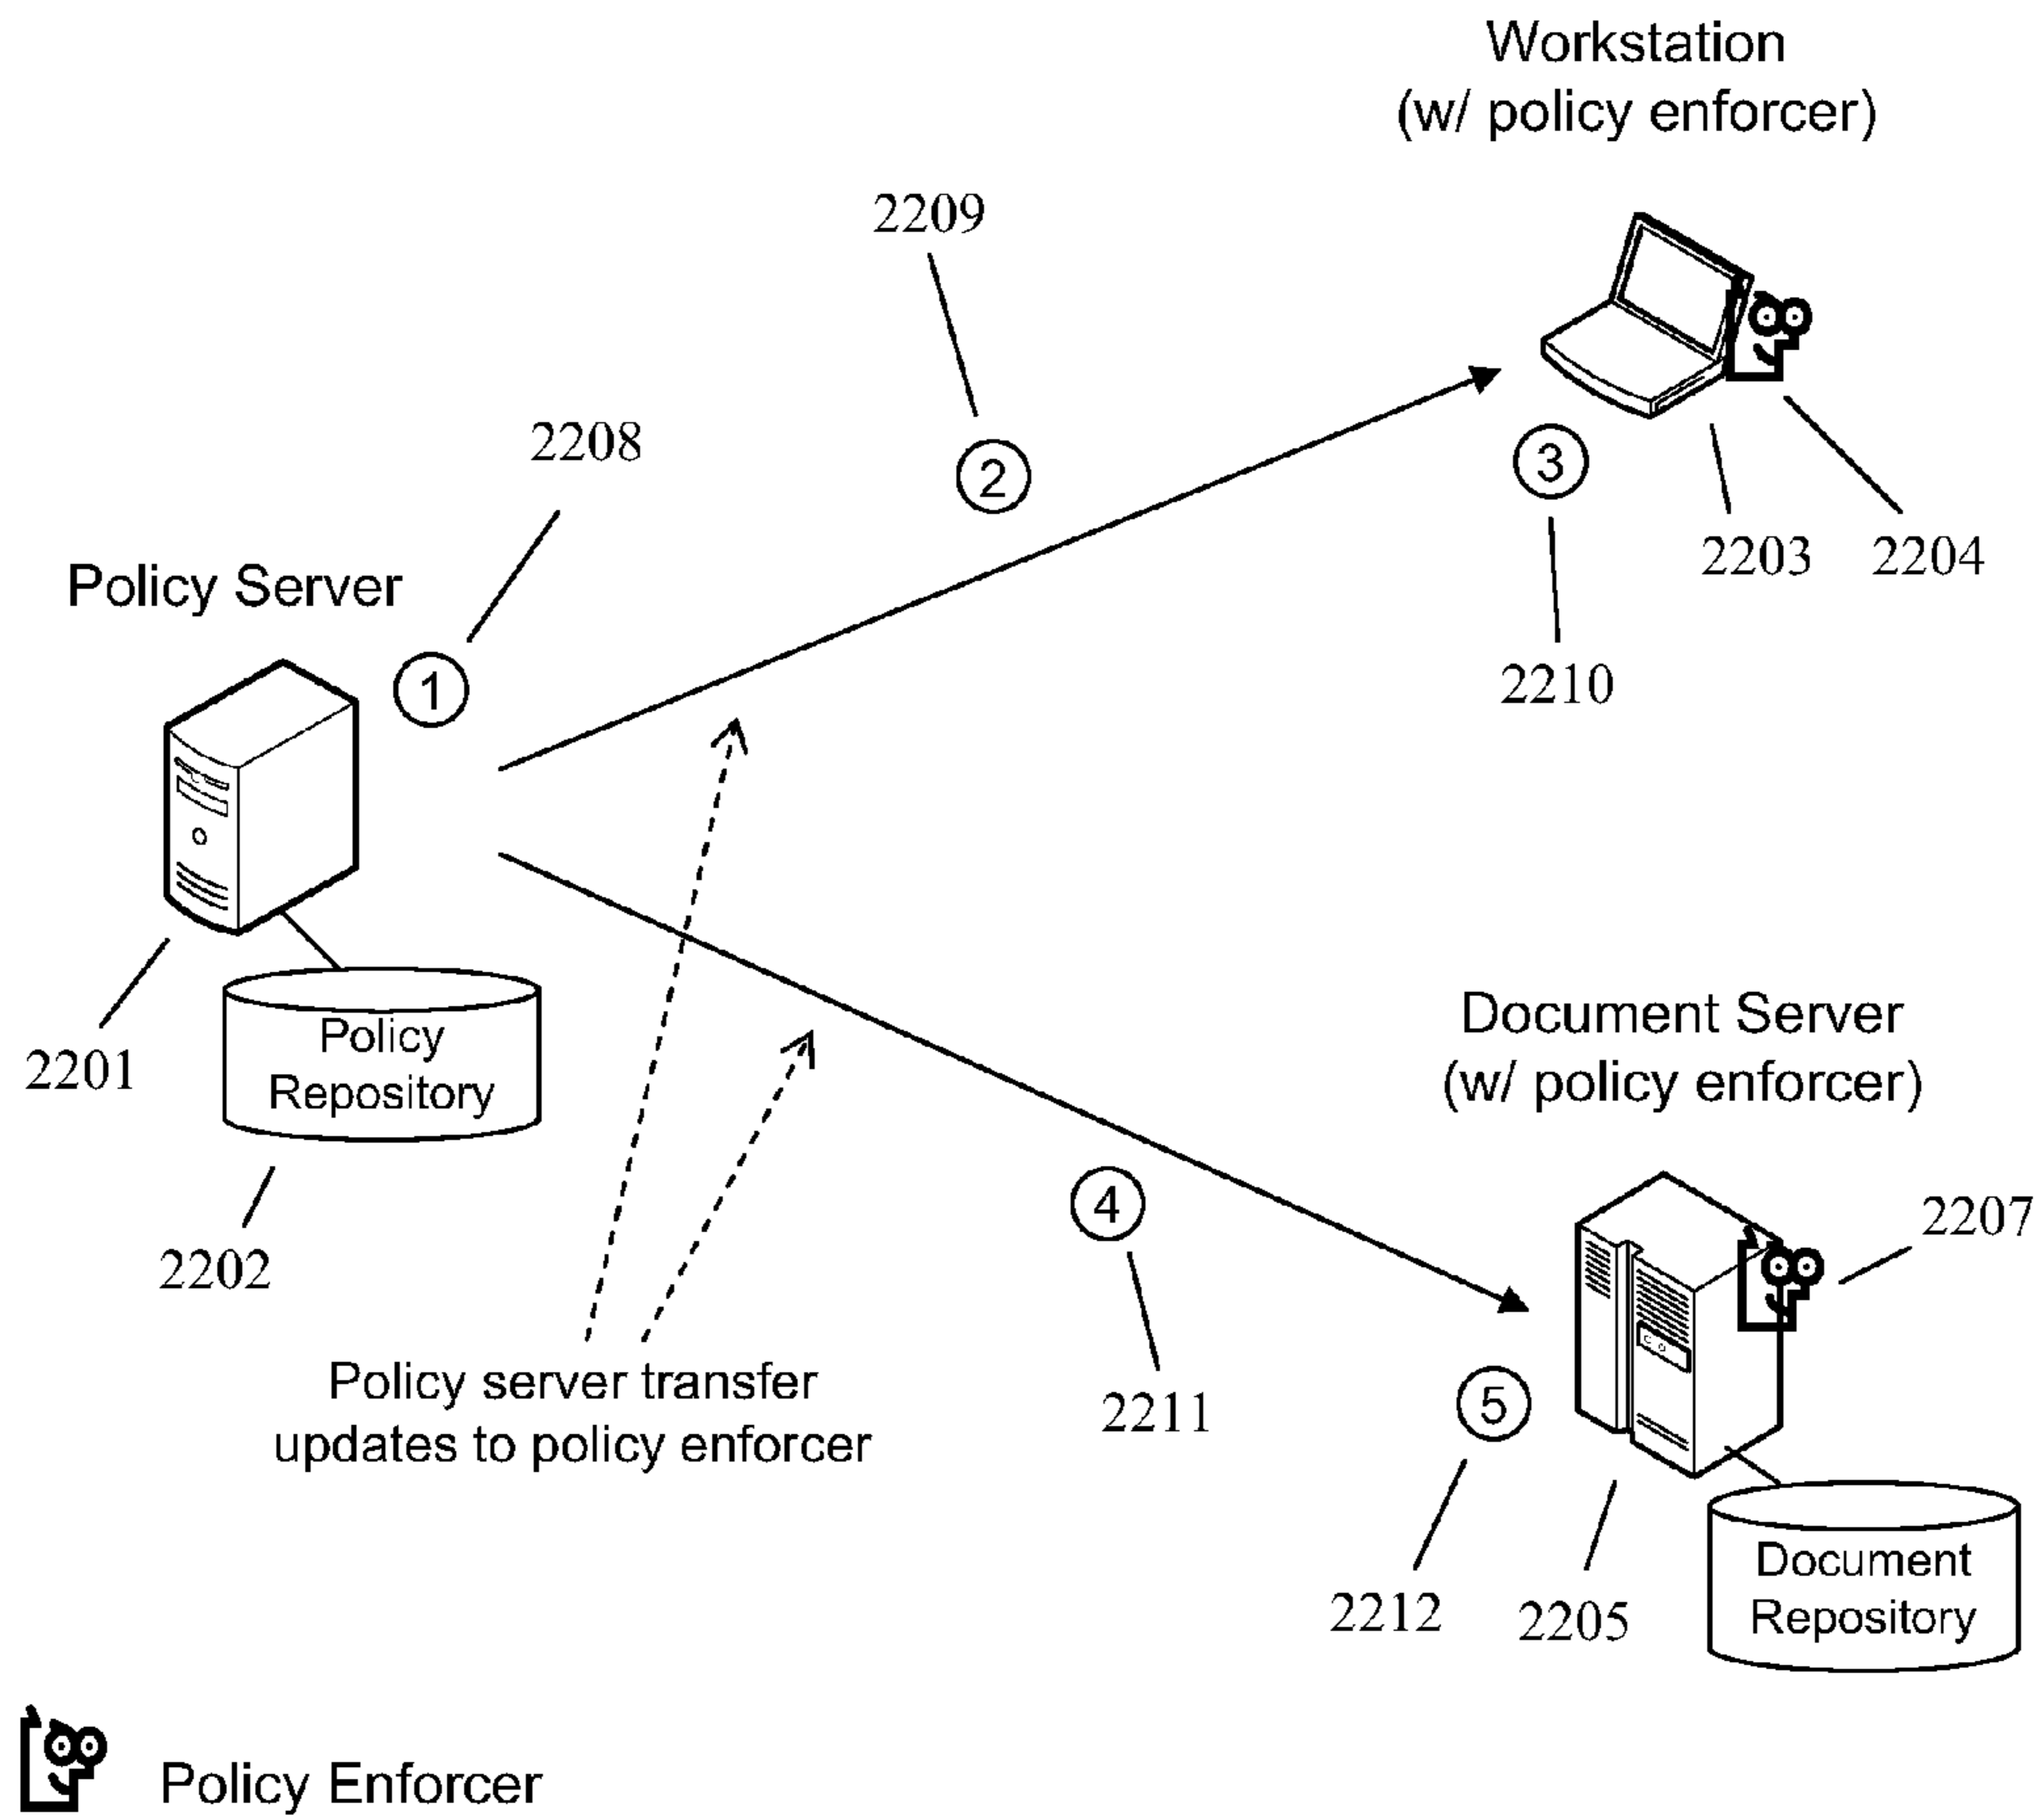 Workstation
(w/ policy enforcer)
2209
2208
2
3
2203
2204
Policy Server
1
2210
2201
Policy
Repository
2202
Document Server
(w/ policy enforcer)
4
2207
Policy server transfer
updates to policy enforcer
2211
5
2212
2205
Document
Repository
Policy Enforcer